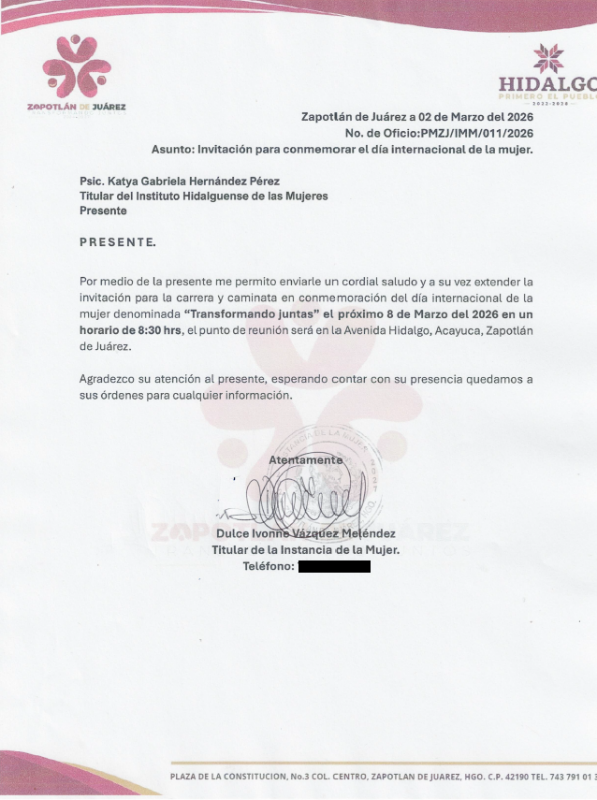 ZAPOTLÁN DE JUÁREZ
HIDALGO
PRIMERO EL PUEBLO
2022-2028
Zapotlán de Juárez a 02 de Marzo del 2026
No. de Oficio:PMZJ/IMM/011/2026
Asunto: Invitación para conmemorar el día internacional de la mujer.
Psic. Katya Gabriela Hernández Pérez
Titular del Instituto Hidalguense de las Mujeres
Presente
PRESENTE.
Por medio de la presente me permito enviarle un cordial saludo y a su vez extender la
invitación para la carrera y caminata en conmemoración del día internacional de la
mujer denominada “Transformando juntas” el próximo 8 de Marzo del 2026 en un
horario de 8:30 hrs, el punto de reunión será en la Avenida Hidalgo, Acayuca, Zapotlán
de Juárez.
Agradezco su atención al presente, esperando contar con su presencia quedamos a
sus órdenes para cualquier información.
Atentamente
ZAPOTLÁN DE JUÁREZ
Dulce Ivonne Vázquez Meléndez
Titular de la Instancia de la Mujer.
Teléfono:
PLAZA DE LA CONSTITUCION, No.3 COL. CENTRO, ZAPOTLAN DE JUAREZ, HGO. C.P. 42190 TEL. 743 791 01 3